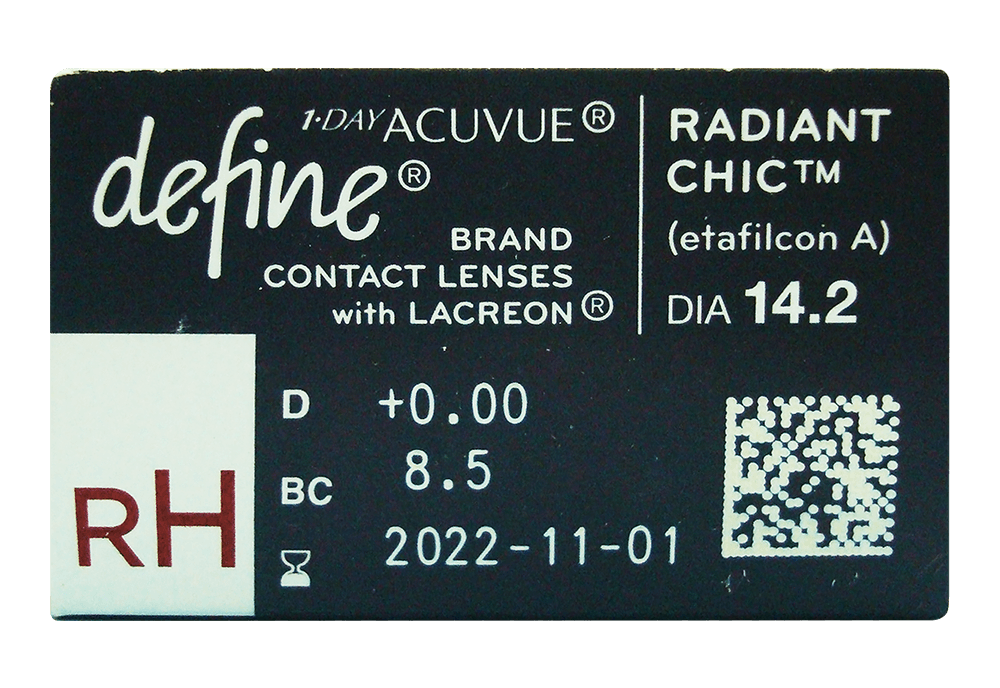 1·DAY ACUVUE®
define®
BRAND
CONTACT LENSES
with LACREON®
RADIANT
CHIC™
(etafilcon A)
DIA 14.2
RH
D +0.00
BC 8.5
2022-11-01